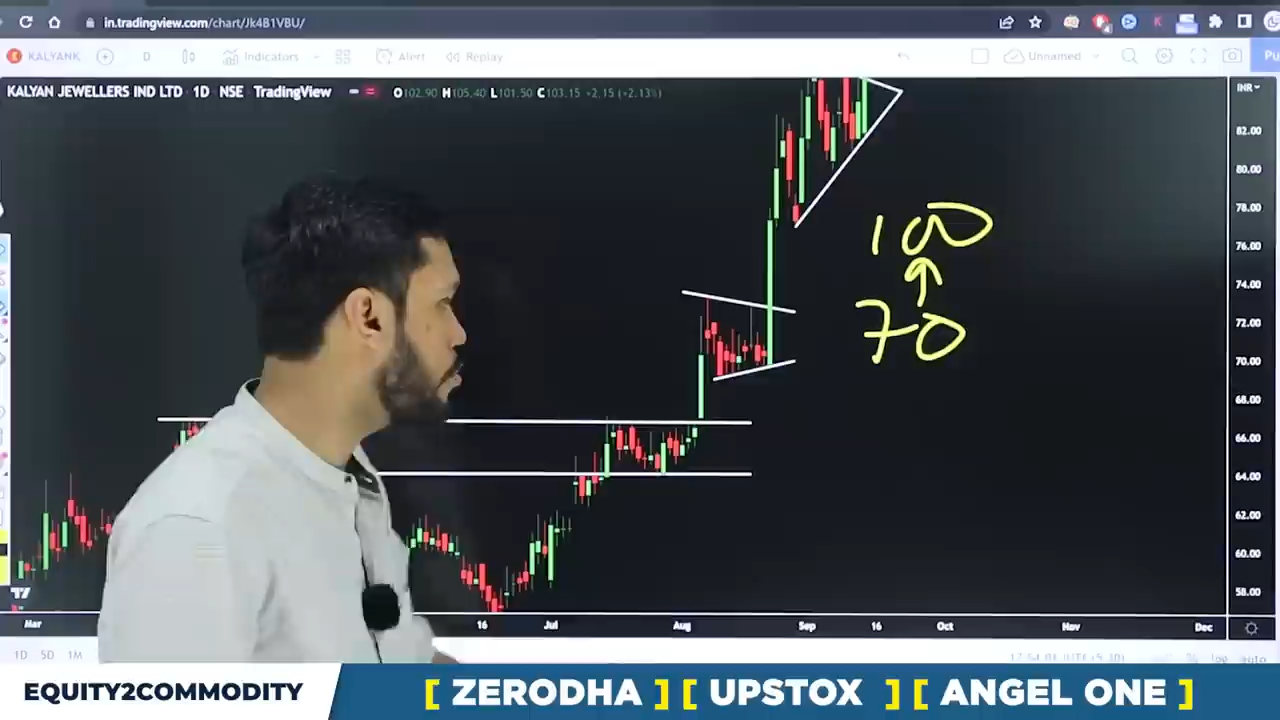 in.tradingview.com/chart/Jk4B1VBU/
KALYANK D Indicators Alert Replay Unnamed Pu
KALYAN JEWELLERS IND LTD · 1D · NSE TradingView O102.90 H105.40 L101.50 C103.15 +2.15 (+2.13%) INR
82.00
80.00
78.00
76.00
74.00
72.00
70.00
68.00
66.00
64.00
62.00
60.00
58.00
100
70
Mar 16 Jul Aug Sep 16 Oct Nov Dec
1D 5D 1M % log auto
EQUITY2COMMODITY [ ZERODHA ] [ UPSTOX ] [ ANGEL ONE ]